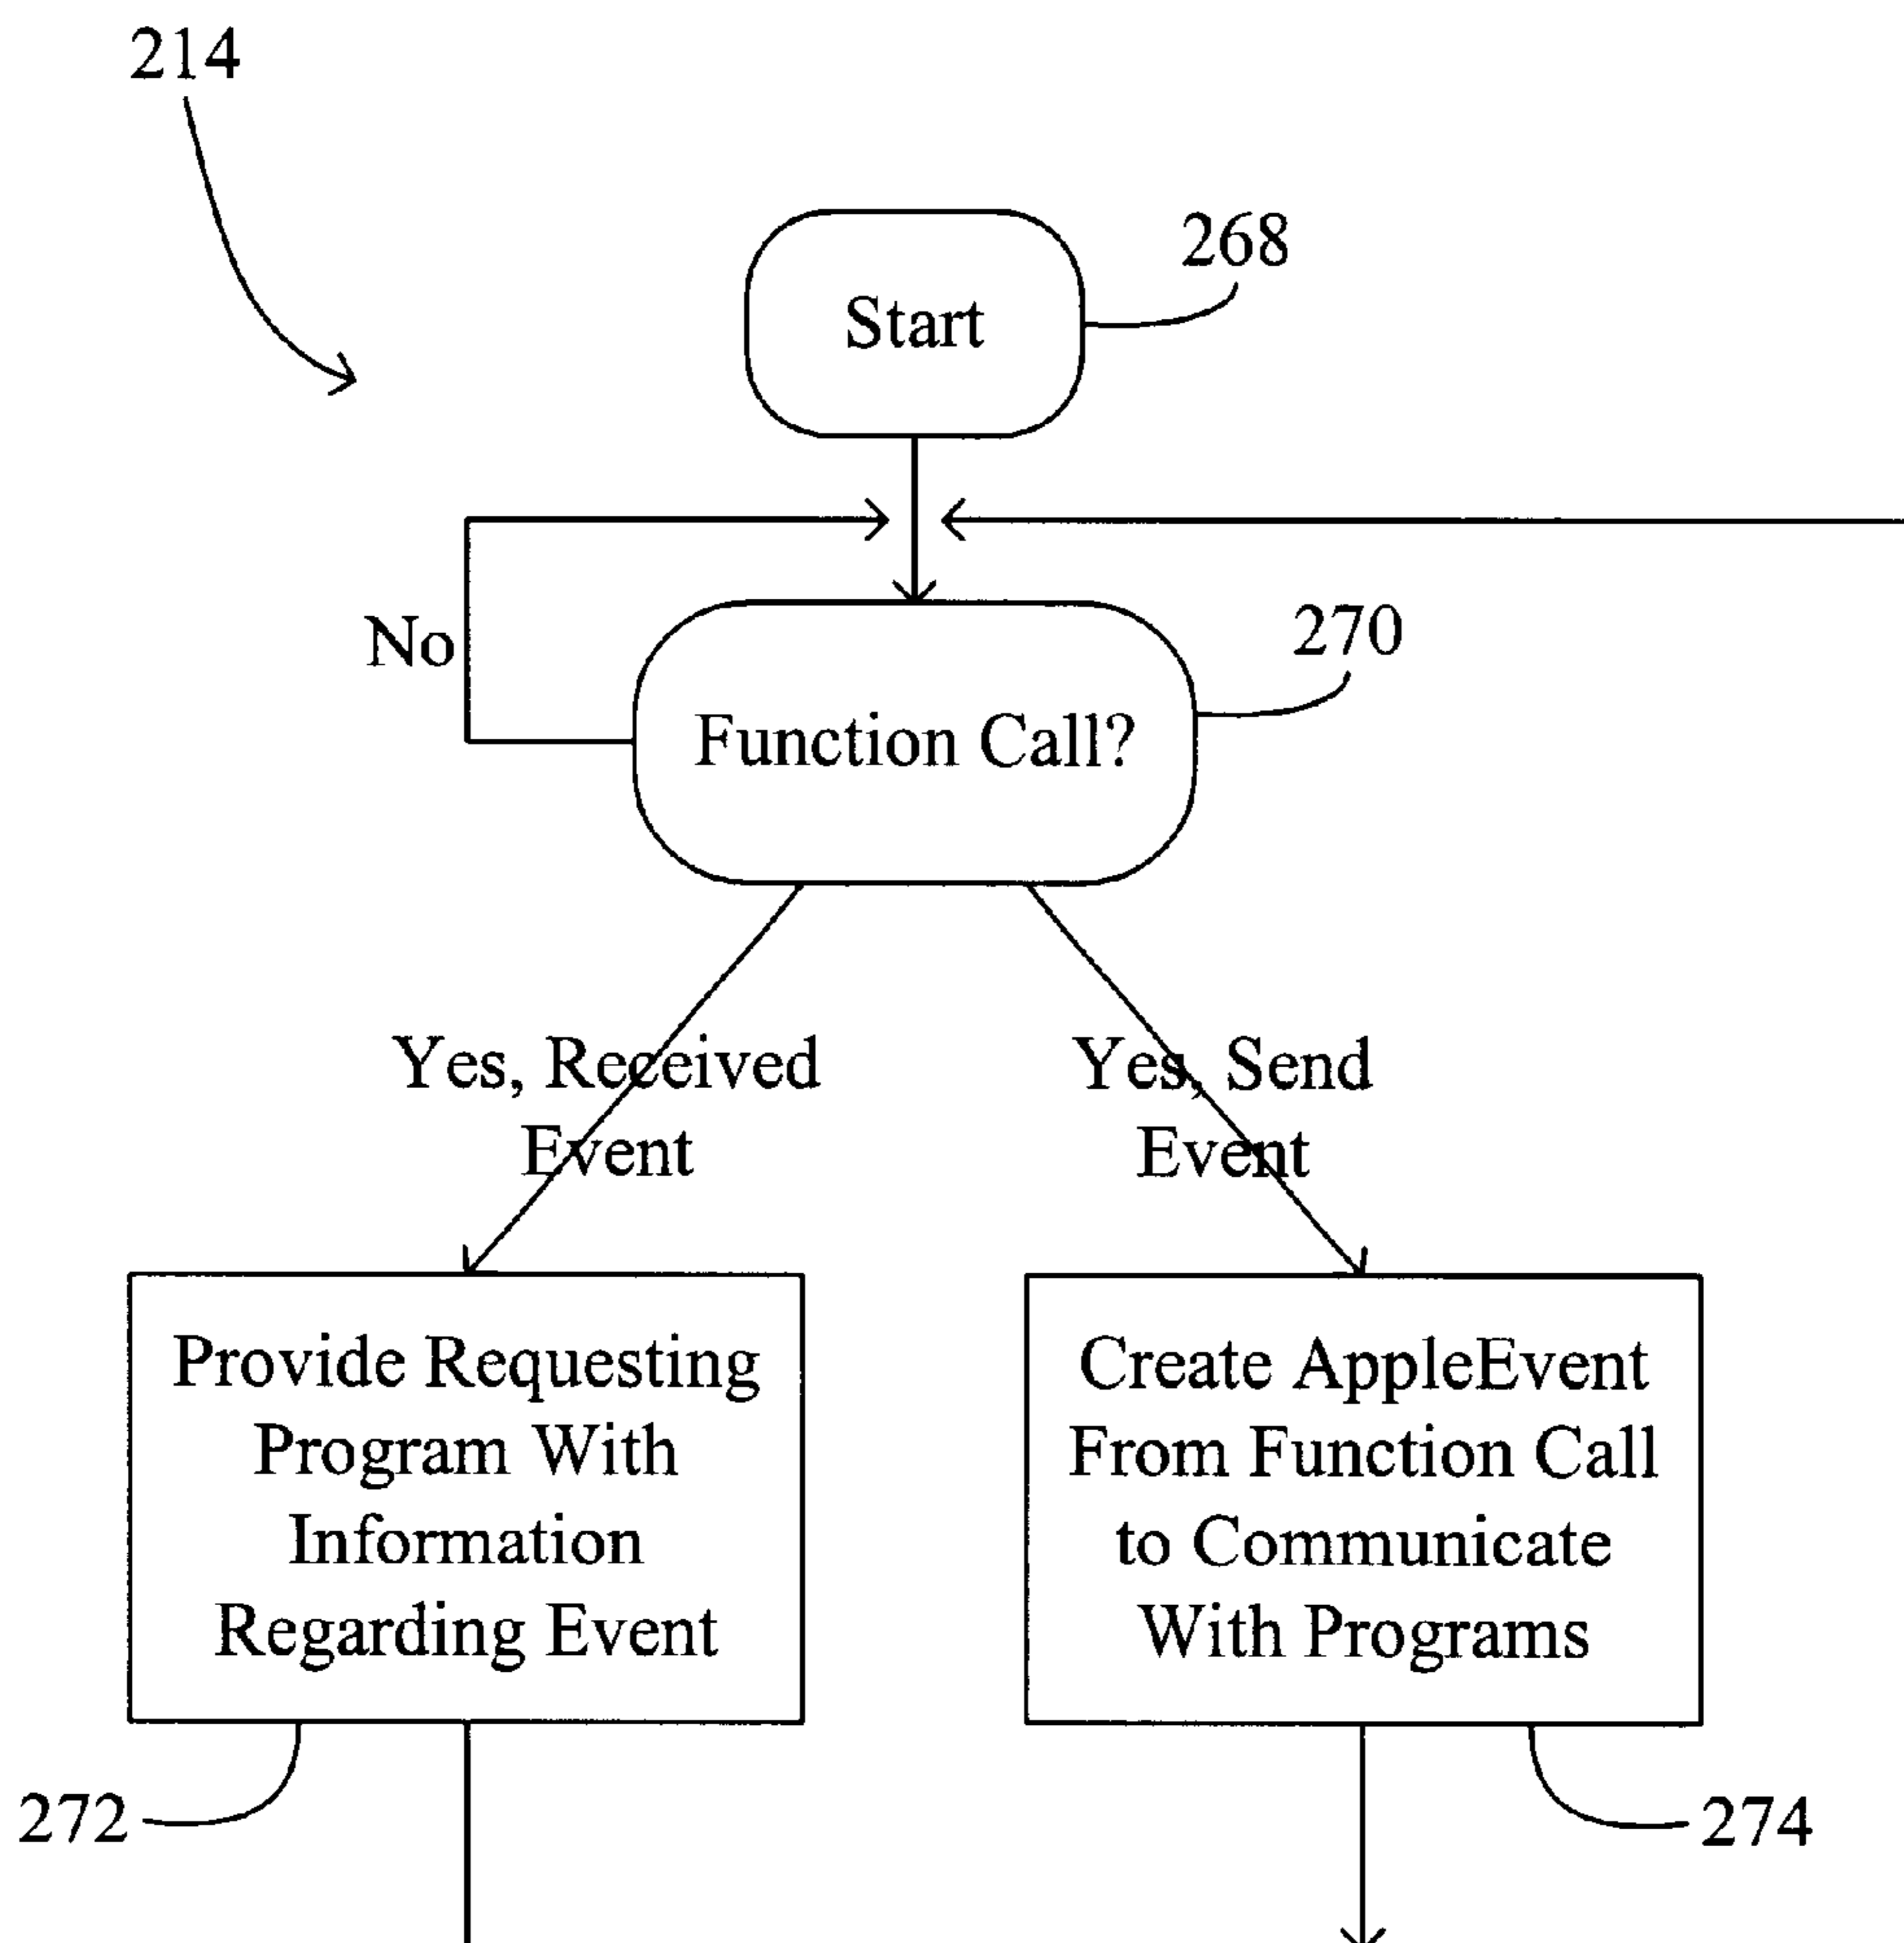 214
268
Start
No
270
Function Call?
Yes, Received
Event
Yes, Send
Event
Provide Requesting
Program With
Information
Regarding Event
Create AppleEvent
From Function Call
to Communicate
With Programs
272
274